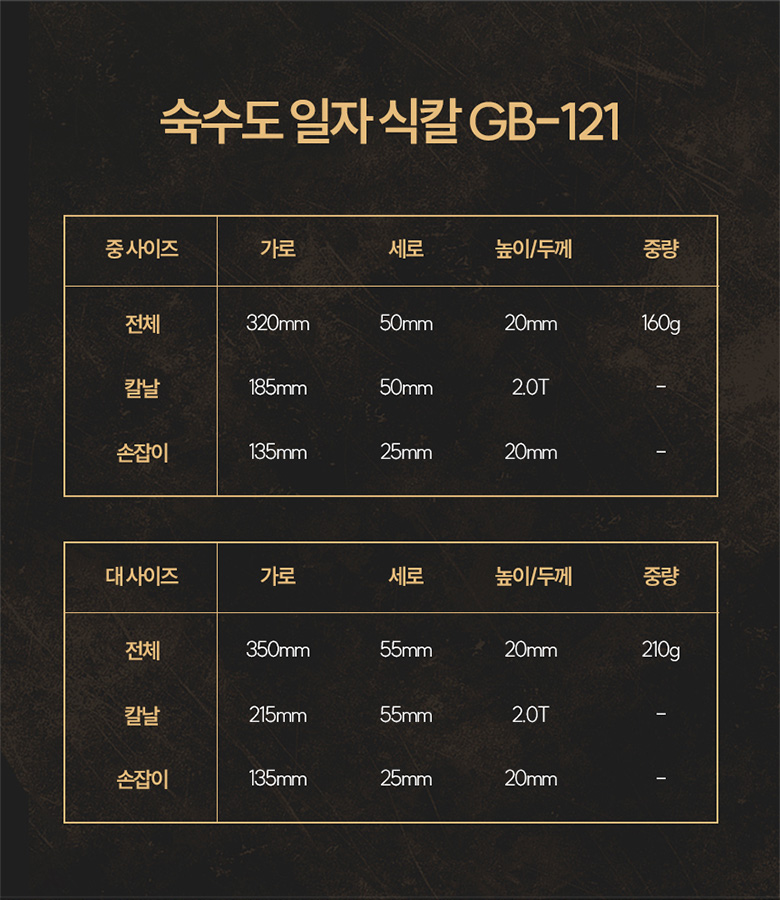 숙수도 일자 식칼 GB-121
중 사이즈 가로 세로 높이/두께 중량
전체 320mm 50mm 20mm 160g
칼날 185mm 50mm 2.0T -
손잡이 135mm 25mm 20mm -
대 사이즈 가로 세로 높이/두께 중량
전체 350mm 55mm 20mm 210g
칼날 215mm 55mm 2.0T -
손잡이 135mm 25mm 20mm -